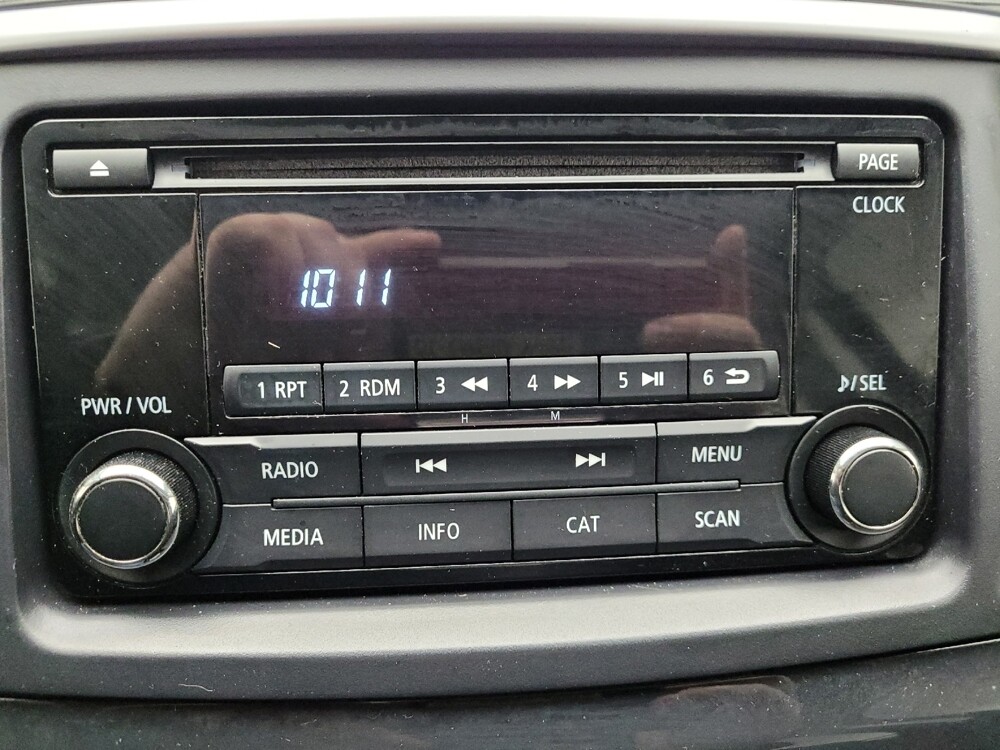 PAGE
CLOCK
10 11
1 RPT 2 RDM 3 4 5 6
H M
PWR / VOL
♪/ SEL
RADIO MENU
MEDIA INFO CAT SCAN